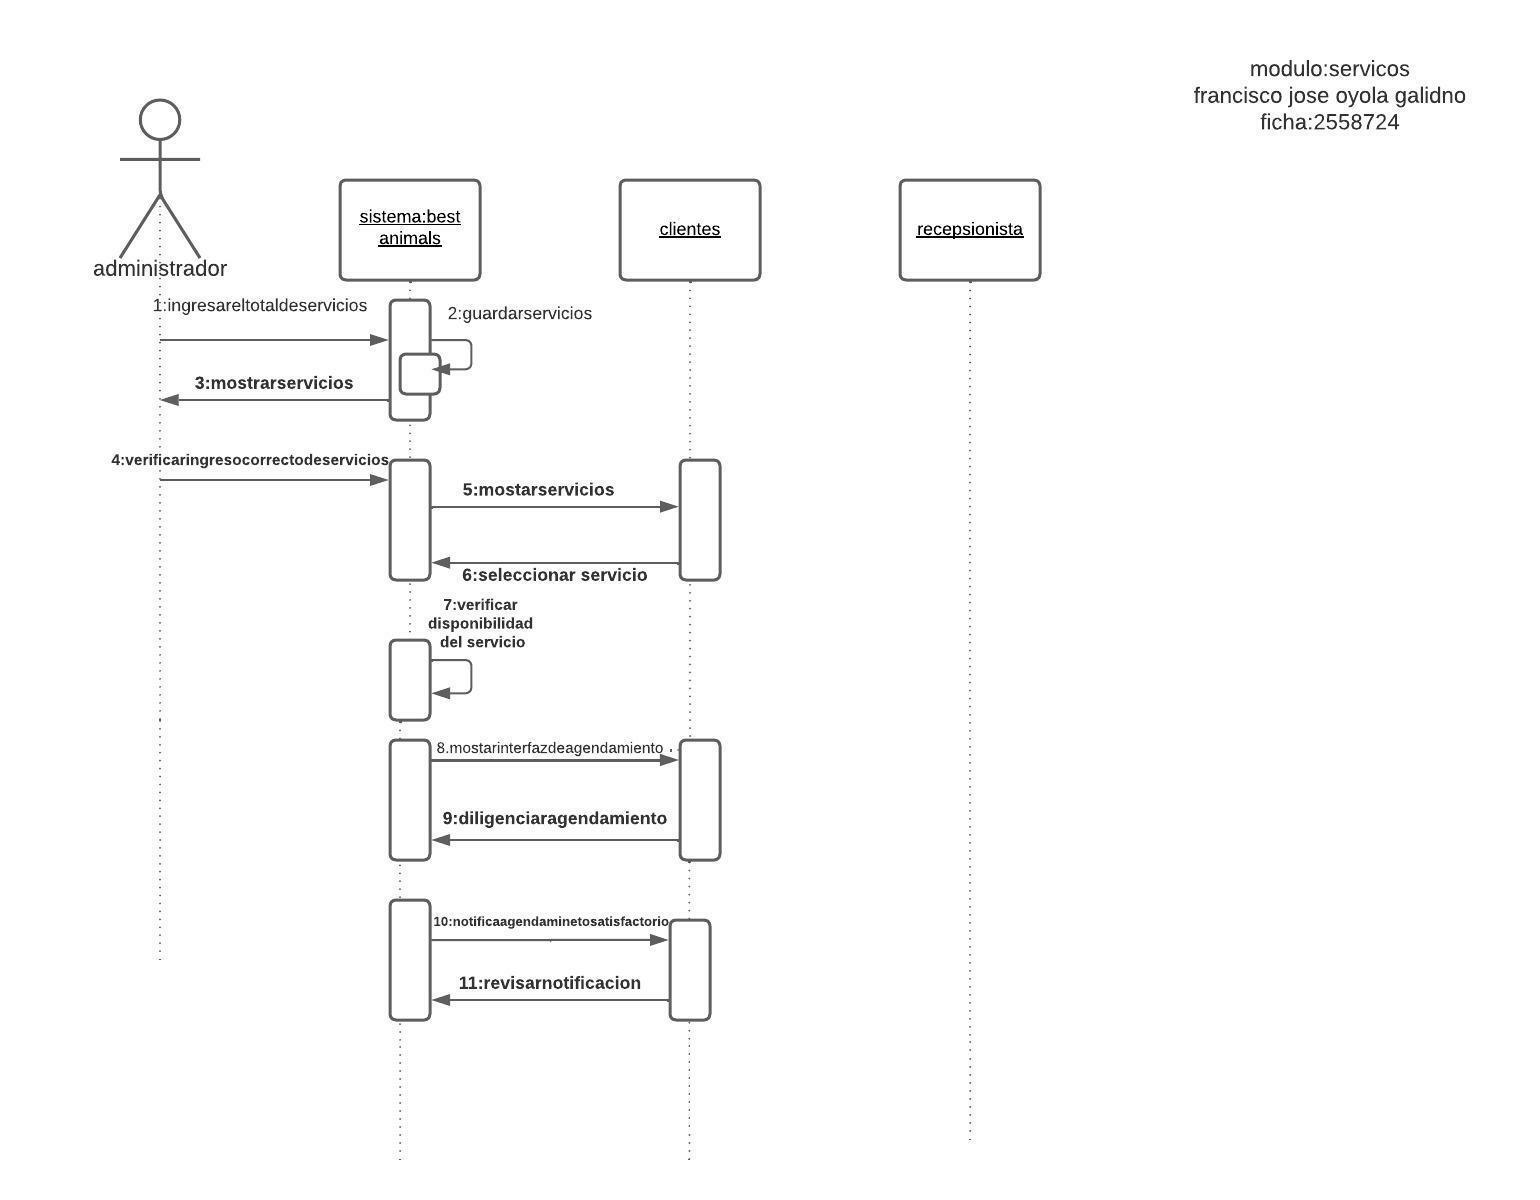 modulo:servicos
francisco jose oyola galidno
ficha:2558724
sistema:best
animals
clientes
recepsionista
administrador
1:ingresareltotaldeservicios
2:guardarservicios
3:mostrarservicios
4:verificaringresocorrectodeservicios
5:mostarservicios
6:seleccionar servicio
7:verificar
disponibilidad
del servicio
8.mostarinterfazdeagendamiento
9:diligenciaragendamiento
10:notificaagendaminetosatisfactorio
11:revisarnotificacion